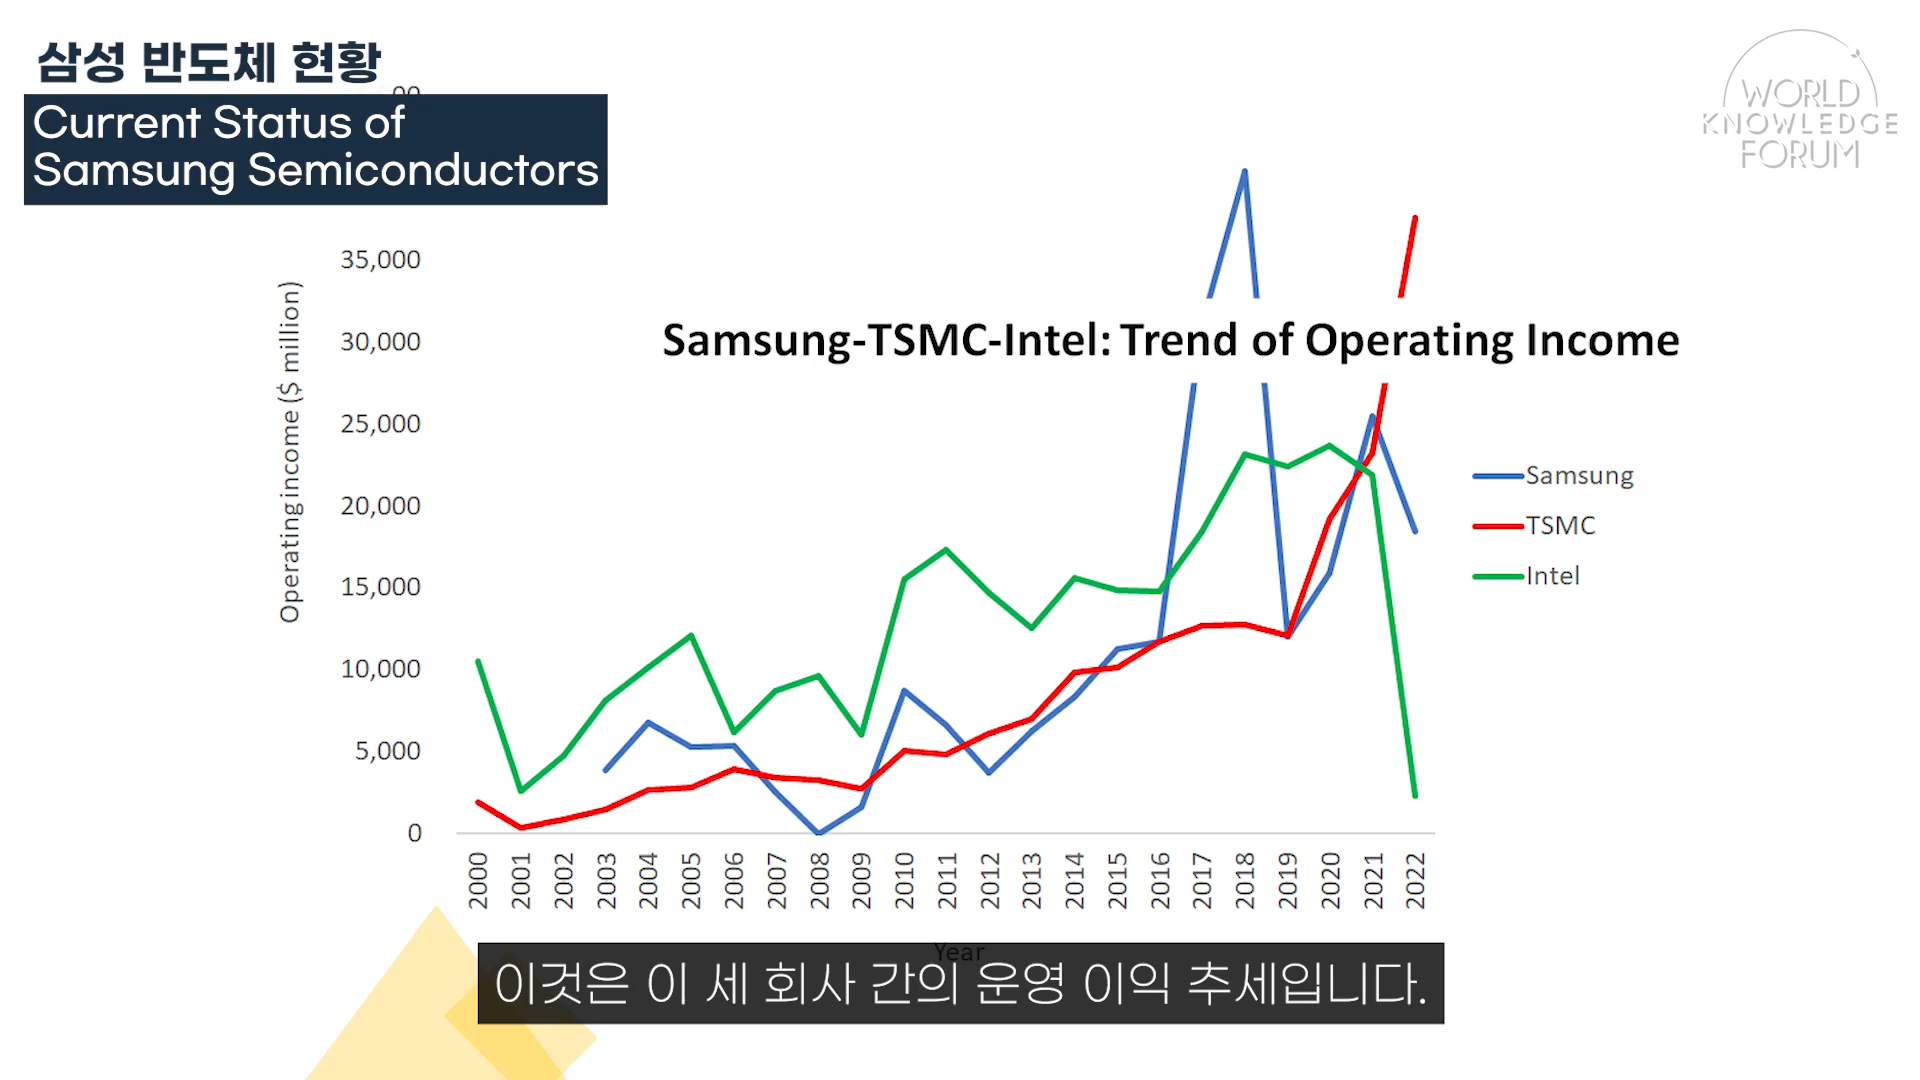 삼성 반도체 현황
Current Status of
Samsung Semiconductors
WORLD
KNOWLEDGE
FORUM
Samsung-TSMC-Intel: Trend of Operating Income
Operating income ($ million)
35,000
30,000
25,000
20,000
15,000
10,000
5,000
0
2000
2001
2002
2003
2004
2005
2006
2007
2008
2009
2010
2011
2012
2013
2014
2015
2016
2017
2018
2019
2020
2021
2022
Year
Samsung
TSMC
Intel
이것은 이 세 회사 간의 운영 이익 추세입니다.